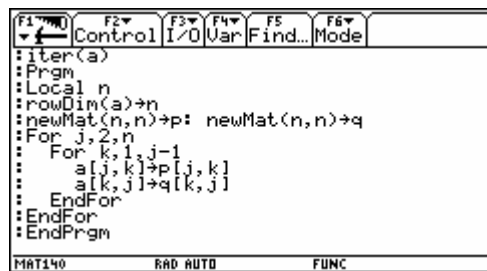 F1 F2▼ F3▼ F4▼ F5 F6▼
Control I/O Var Find... Mode
:iter(a)
:Prgm
:Local n
:rowDim(a)→n
:newMat(n,n)→p: newMat(n,n)→q
:For j,2,n
:  For k,1,j-1
:    a[j,k]→p[j,k]
:    a[k,j]→q[k,j]
:  EndFor
:EndFor
:EndPrgm
MAT140 RAD AUTO FUNC